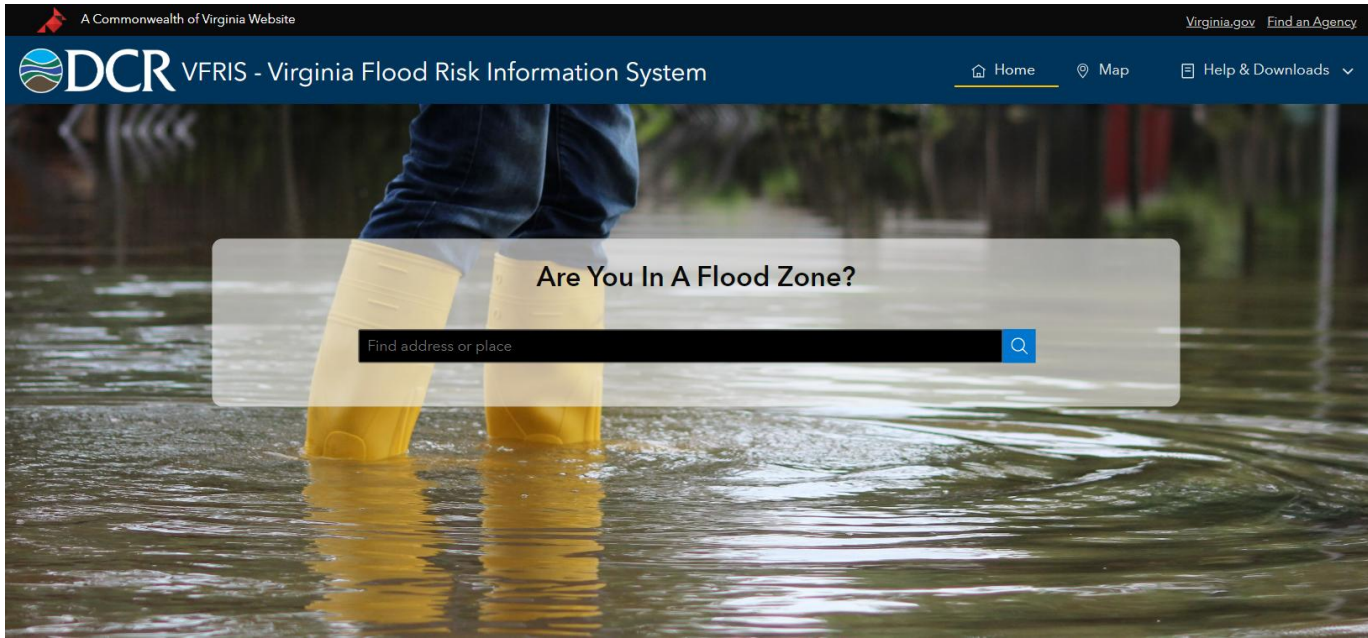 A Commonwealth of Virginia Website
Virginia.gov Find an Agency
DCR VFRIS - Virginia Flood Risk Information System
Home Map Help & Downloads
Are You In A Flood Zone?
Find address or place